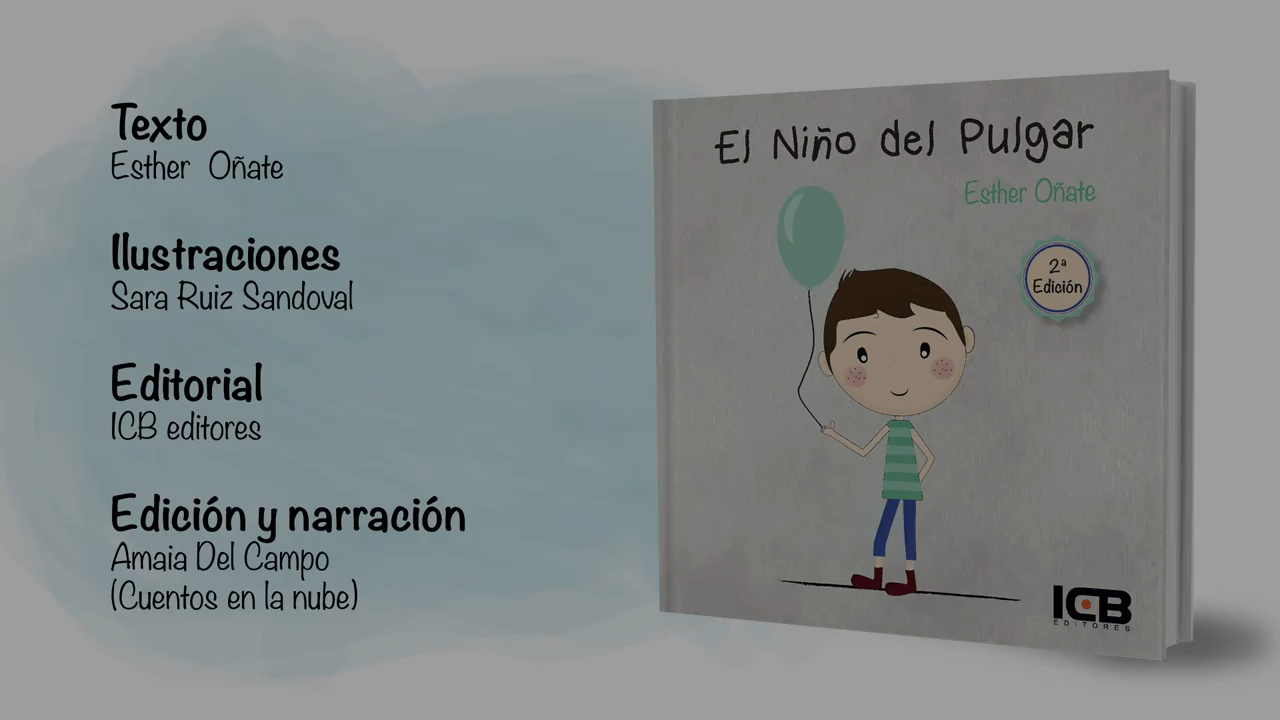 Texto
Esther Oñate
Ilustraciones
Sara Ruiz Sandoval
Editorial
ICB editores
Edición y narración
Amaia Del Campo
(Cuentos en la nube)
El Niño del Pulgar
Esther Oñate
2ª
Edición
ICB
EDITORES